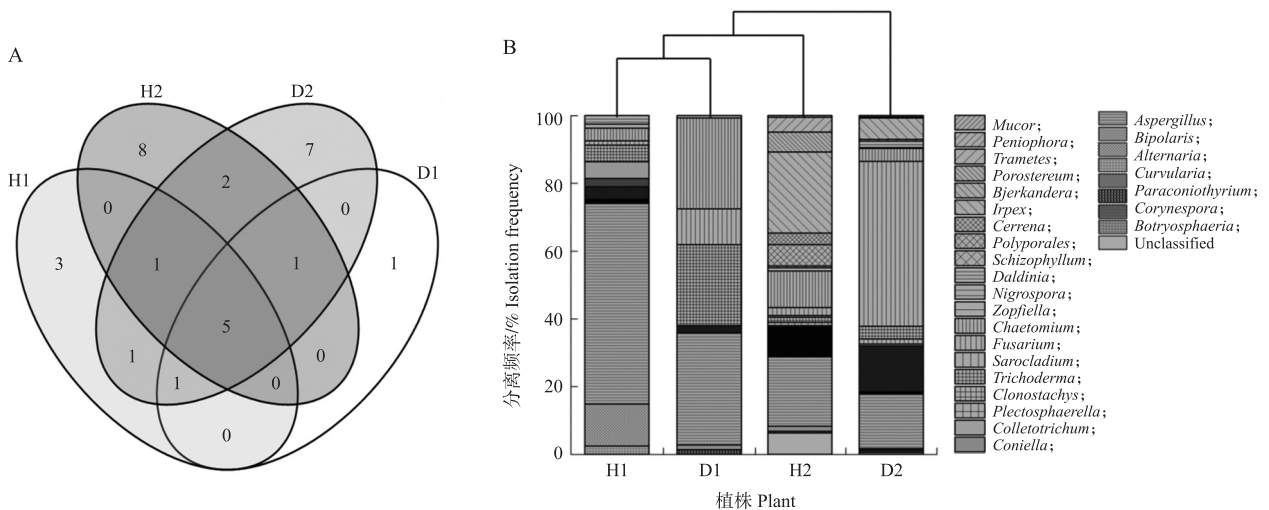 A
H2
D2
H1
D1
8
7
2
0
0
3
1
1
1
5
1
0
1
0
0
B
100
80
60
40
20
0
分离频率/% Isolation frequency
H1 D1 H2 D2
植株 Plant
Mucor;
Peniophora;
Trametes;
Porostereum;
Bjerkandera;
Irpex;
Cerrena;
Polyporales;
Schizophyllum;
Daldinia;
Nigrospora;
Zopfiella;
Chaetomium;
Fusarium;
Sarocladium;
Trichoderma;
Clonostachys;
Plectosphaerella;
Colletotrichum;
Coniella;
Aspergillus;
Bipolaris;
Alternaria;
Curvularia;
Paraconiothyrium;
Corynespora;
Botryosphaeria;
Unclassified